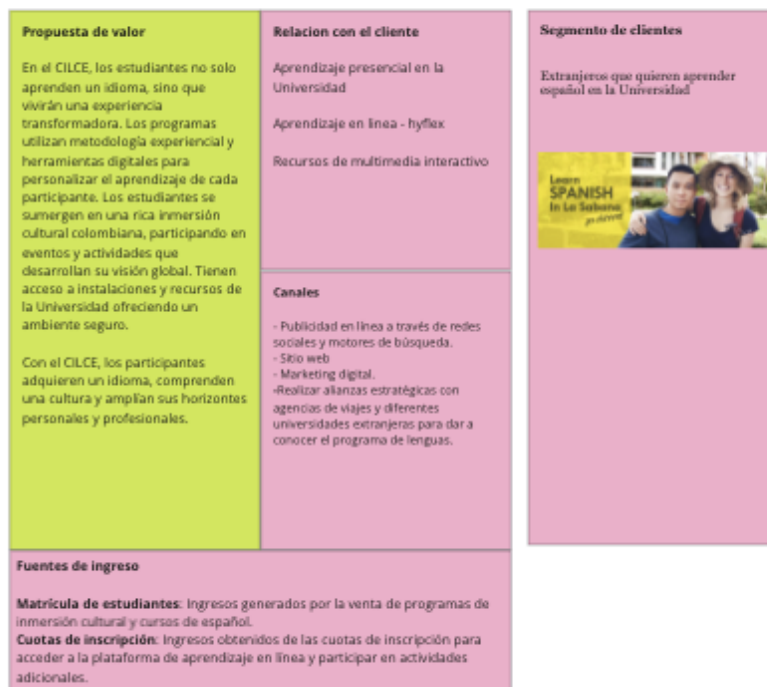 Propuesta de valor
En el CILCE, los estudiantes no solo
aprenden un idioma, sino que
vivirán una experiencia
transformadora. Los programas
utilizan metodología experiencial y
herramientas digitales para
personalizar el aprendizaje de cada
participante. Los estudiantes se
sumergen en una rica inmersión
cultural colombiana, participando en
eventos y actividades que
desarrollan su visión global. Tienen
acceso a instalaciones y recursos de
la Universidad ofreciendo un
ambiente seguro.
Con el CILCE, los participantes
adquieren un idioma, comprenden
una cultura y amplían sus horizontes
personales y profesionales.
Relacion con el cliente
Aprendizaje presencial en la
Universidad
Aprendizaje en linea - hyflex
Recursos de multimedia interactivo
Canales
- Publicidad en línea a través de redes
sociales y motores de búsqueda.
- Sitio web
- Marketing digital.
-Realizar alianzas estratégicas con
agencias de viajes y diferentes
universidades extranjeras para dar a
conocer el programa de lenguas.
Segmento de clientes
Extranjeros que quieren aprender
español en la Universidad
Learn
SPANISH
In La Sabana
Fuentes de ingreso
Matrícula de estudiantes: Ingresos generados por la venta de programas de
inmersión cultural y cursos de español.
Cuotas de inscripción: Ingresos obtenidos de las cuotas de inscripción para
acceder a la plataforma de aprendizaje en línea y participar en actividades
adicionales.